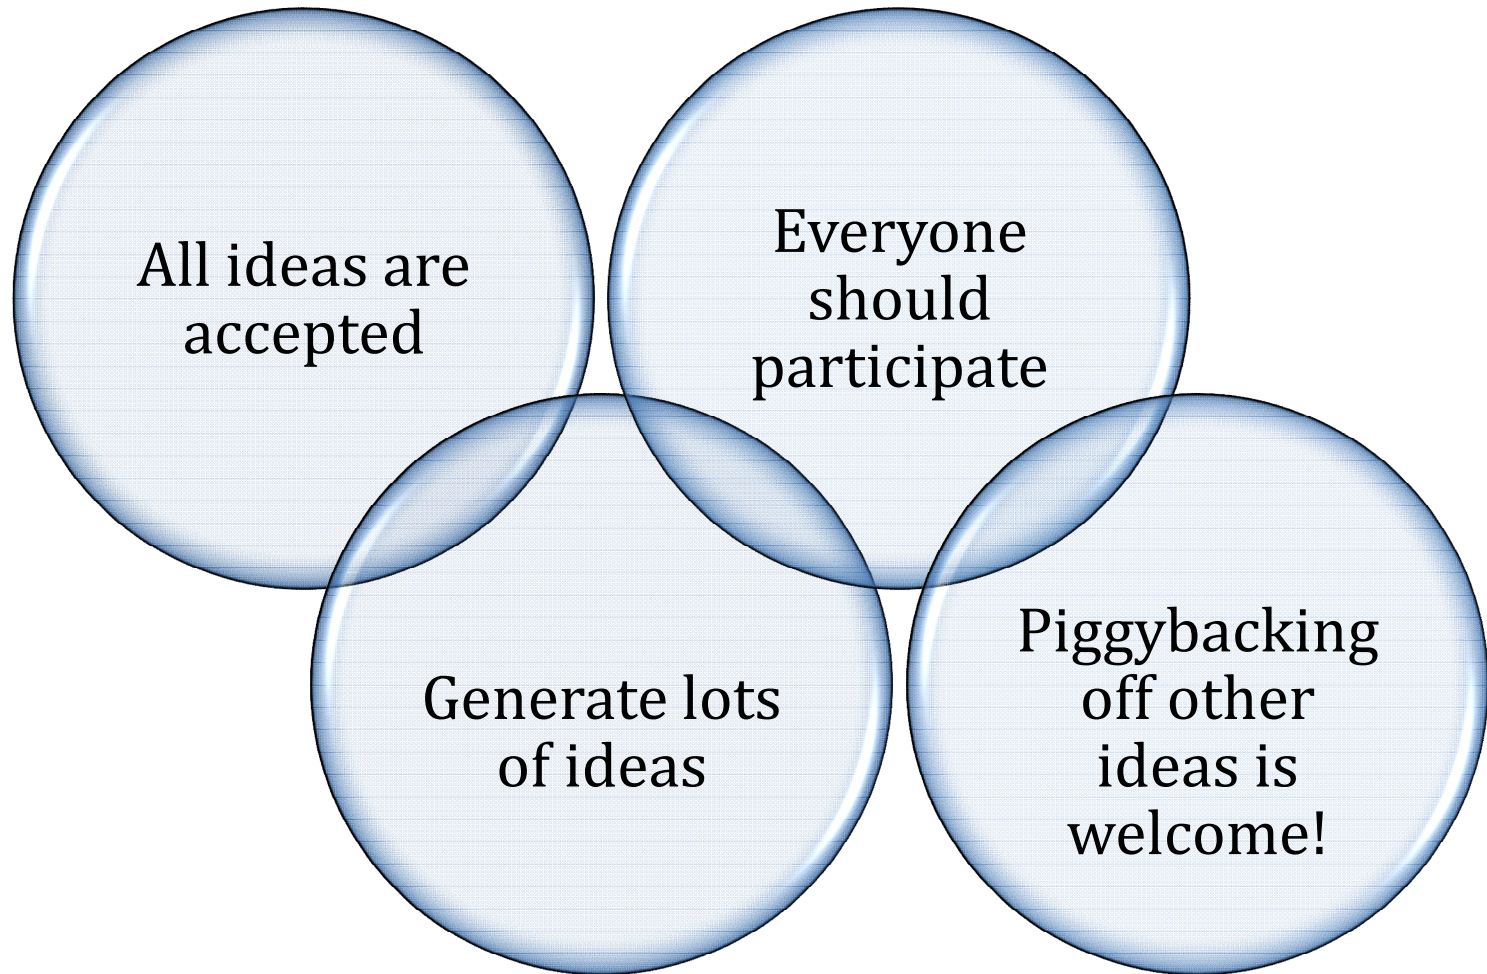 All ideas are
accepted
Everyone
should
participate
Generate lots
of ideas
Piggybacking
off other
ideas is
welcome!